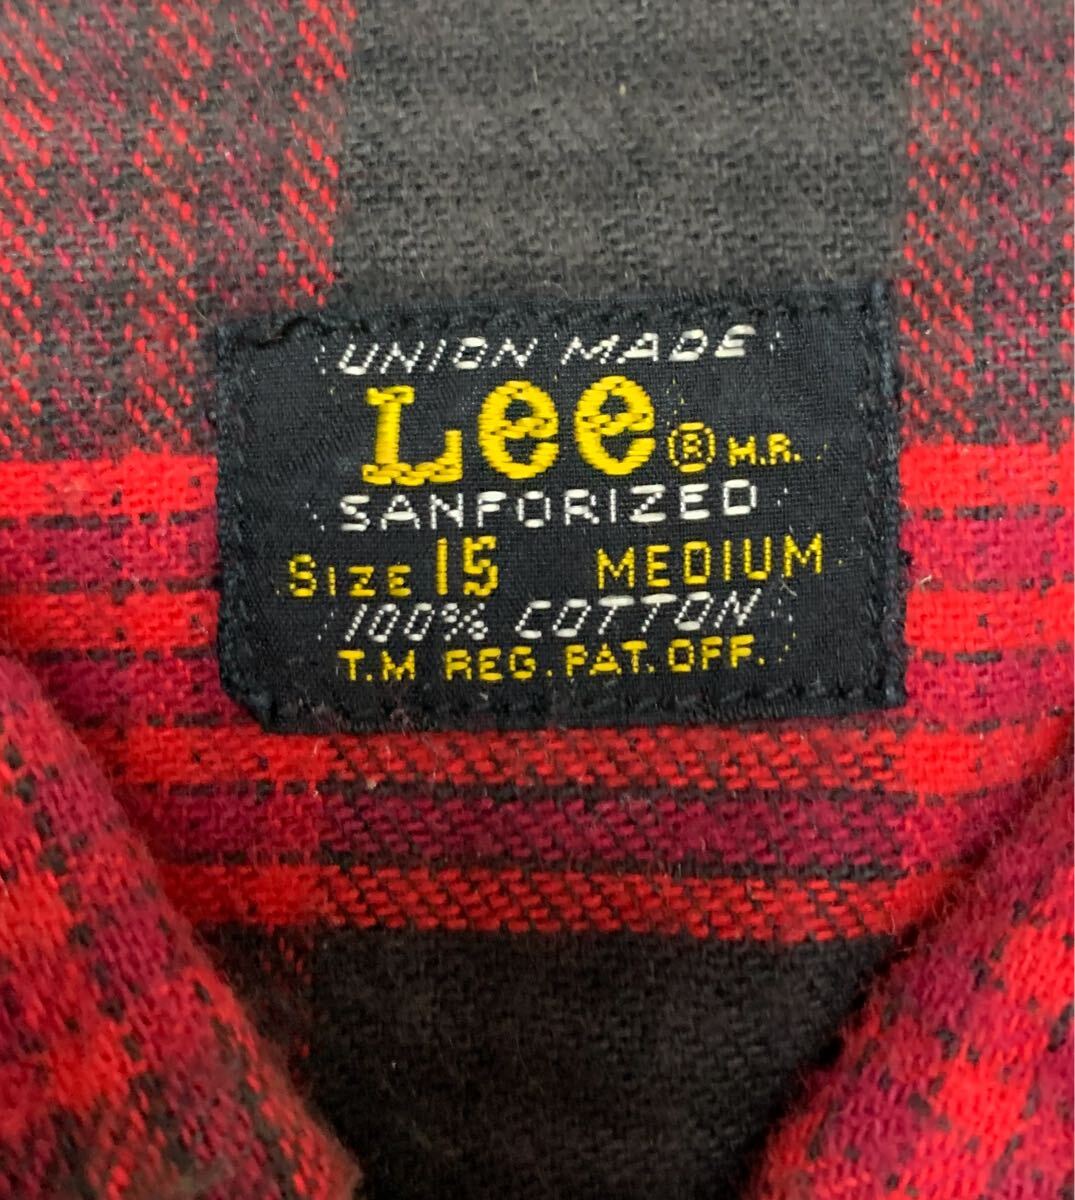 UNION MADE
Lee ® M.R.
SANFORIZED
SIZE 15 MEDIUM
100% COTTON
T.M REG. PAT. OFF.